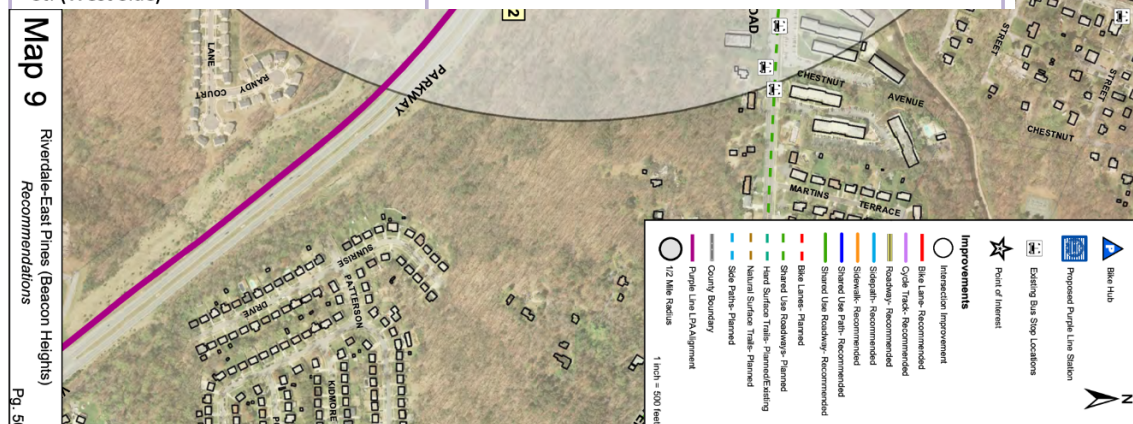 Map 9
Riverdale-East Pines (Beacon Heights)
Recommendations
LANE
COURT
RANDY
PARKWAY
2
OAD
CHESTNUT
AVENUE
STREET
STREET
CHESTNUT
MARTINS
TERRACE
SUNRISE
DRIVE
PATTERSON
KIDMORE
N
Bike Hub
Proposed Purple Line Station
Existing Bus Stop Locations
Point of Interest
Improvements
Intersection Improvement
Bike Lane- Recommended
Cycle Track- Recommended
Roadway- Recommended
Sidepath- Recommended
Sidewalk- Recommended
Shared Use Path- Recommended
Shared Use Roadway- Recommended
Bike Lanes- Planned
Shared Use Roadways- Planned
Hard Surface Trails- Planned/Existing
Natural Surface Trails- Planned
Side Paths- Planned
County Boundary
Purple Line LPA Alignment
1/2 Mile Radius
1 inch = 500 feet